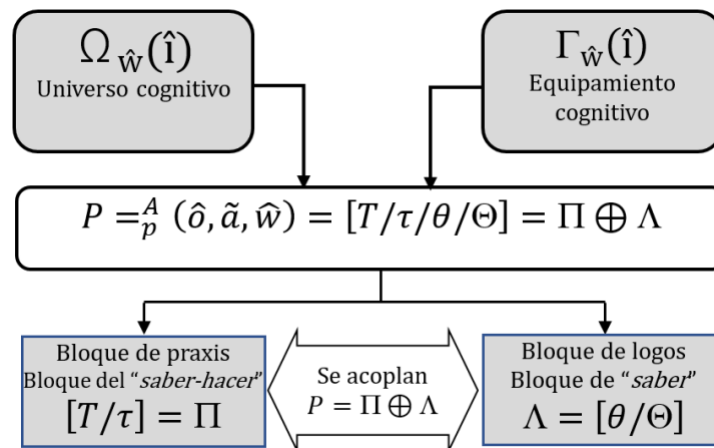 Ω_ŵ(î)
Universo cognitivo
Γ_ŵ(î)
Equipamiento
cognitivo
P =^A_p (ô, ã, ŵ) = [T/τ/θ/Θ] = Π ⊕ Λ
Bloque de praxis
Bloque del “saber-hacer”
[T/τ] = Π
Se acoplan
P = Π ⊕ Λ
Bloque de logos
Bloque de “saber”
Λ = [θ/Θ]